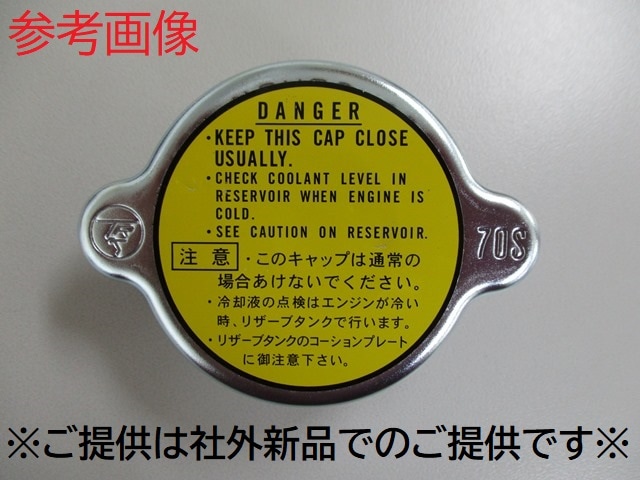 参考画像
DANGER
・KEEP THIS CAP CLOSE
USUALLY.
・CHECK COOLANT LEVEL IN
RESERVOIR WHEN ENGINE IS
COLD.
・SEE CAUTION ON RESERVOIR.
注意 ・このキャップは通常の
場合あけないでください。
・冷却液の点検はエンジンが冷い
時、リザーブタンクで行います。
・リザーブタンクのコーションプレート
に御注意下さい。
70S
※ご提供は社外新品でのご提供です※